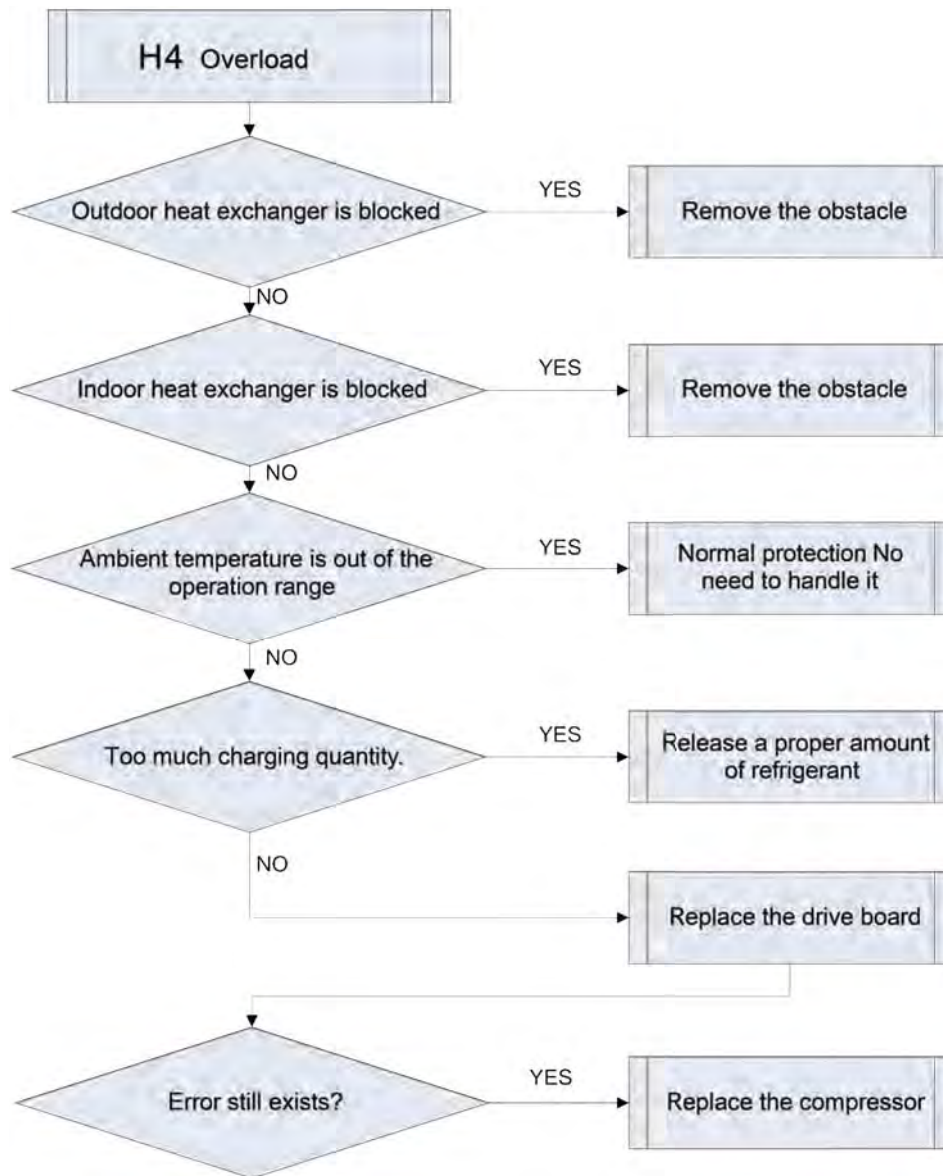 H4 Overload
Outdoor heat exchanger is blocked
YES
Remove the obstacle
NO
Indoor heat exchanger is blocked
YES
Remove the obstacle
NO
Ambient temperature is out of the
operation range
YES
Normal protection No
need to handle it
NO
Too much charging quantity.
YES
Release a proper amount
of refrigerant
NO
Replace the drive board
Error still exists?
YES
Replace the compressor